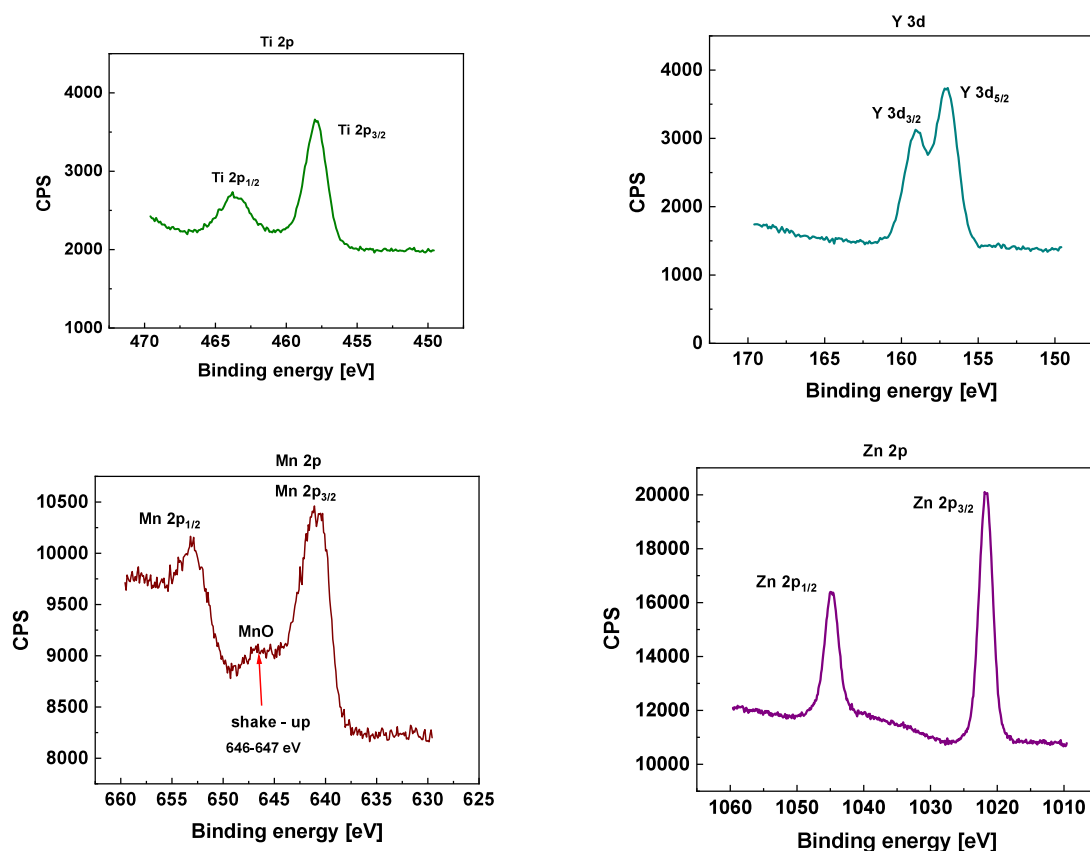 Ti 2p
4000
3000
2000
1000
CPS
Ti 2p₁/₂
Ti 2p₃/₂
470 465 460 455 450
Binding energy [eV]
Y 3d
4000
3000
2000
1000
0
CPS
Y 3d₃/₂
Y 3d₅/₂
170 165 160 155 150
Binding energy [eV]
Mn 2p
10500
10000
9500
9000
8500
8000
CPS
Mn 2p₁/₂
Mn 2p₃/₂
MnO
shake - up
646-647 eV
660 655 650 645 640 635 630 625
Binding energy [eV]
Zn 2p
20000
18000
16000
14000
12000
10000
CPS
Zn 2p₁/₂
Zn 2p₃/₂
1060 1050 1040 1030 1020 1010
Binding energy [eV]